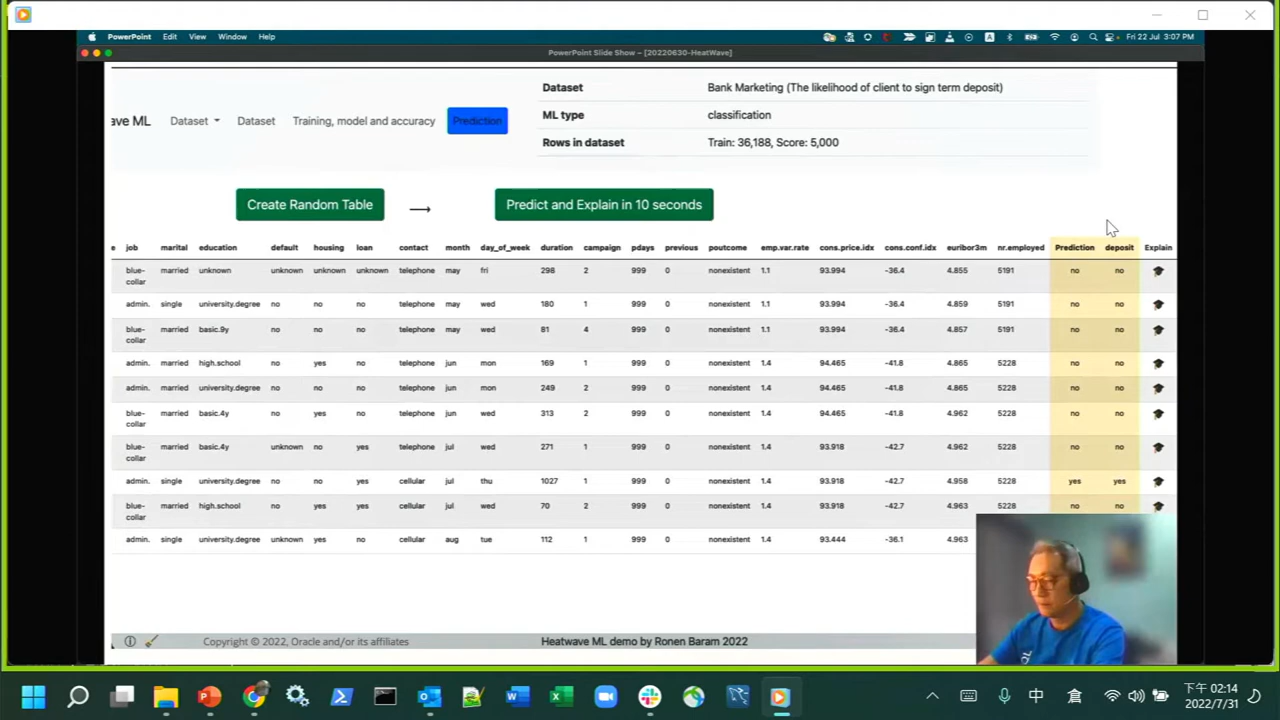 PowerPoint Edit View Window Help Fri 22 Jul 3:07 PM
PowerPoint Slide Show – [20220630-HeatWave]
Dataset Bank Marketing (The likelihood of client to sign term deposit)
ave ML Dataset Dataset Training, model and accuracy Prediction
ML type classification
Rows in dataset Train: 36,188, Score: 5,000
Create Random Table → Predict and Explain in 10 seconds
e job marital education default housing loan contact month day_of_week duration campaign pdays previous poutcome emp.var.rate cons.price.idx cons.conf.idx euribor3m nr.employed Prediction deposit Explain
blue-collar married unknown unknown unknown unknown telephone may fri 298 2 999 0 nonexistent 1.1 93.994 -36.4 4.855 5191 no no
admin. single university.degree no no no telephone may wed 180 1 999 0 nonexistent 1.1 93.994 -36.4 4.859 5191 no no
blue-collar married basic.9y no no no telephone may wed 81 4 999 0 nonexistent 1.1 93.994 -36.4 4.857 5191 no no
admin. married high.school no yes no telephone jun mon 169 1 999 0 nonexistent 1.4 94.465 -41.8 4.865 5228 no no
admin. married university.degree no no no telephone jun mon 249 2 999 0 nonexistent 1.4 94.465 -41.8 4.865 5228 no no
blue-collar married basic.4y no yes no telephone jun wed 313 2 999 0 nonexistent 1.4 94.465 -41.8 4.962 5228 no no
blue-collar married basic.4y unknown no yes telephone jul wed 271 1 999 0 nonexistent 1.4 93.918 -42.7 4.962 5228 no no
admin. single university.degree no no yes cellular jul thu 1027 1 999 0 nonexistent 1.4 93.918 -42.7 4.958 5228 yes yes
blue-collar married high.school no yes yes cellular jul wed 70 2 999 0 nonexistent 1.4 93.918 -42.7 4.962 5228 no no
admin. single university.degree unknown yes no cellular aug tue 112 1 999 0 nonexistent 1.4 93.444 -36.1 4.963
Copyright © 2022, Oracle and/or its affiliates Heatwave ML demo by Ronen Baram 2022
中 下午 02:14
2022/7/31